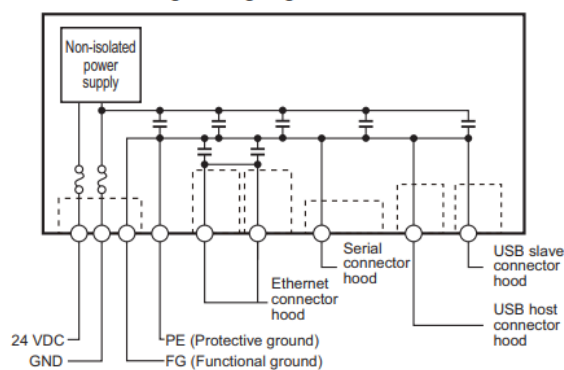 Non-isolated
power
supply
Serial
connector
hood
USB slave
connector
hood
Ethernet
connector
hood
USB host
connector
hood
24 VDC
PE (Protective ground)
GND
FG (Functional ground)